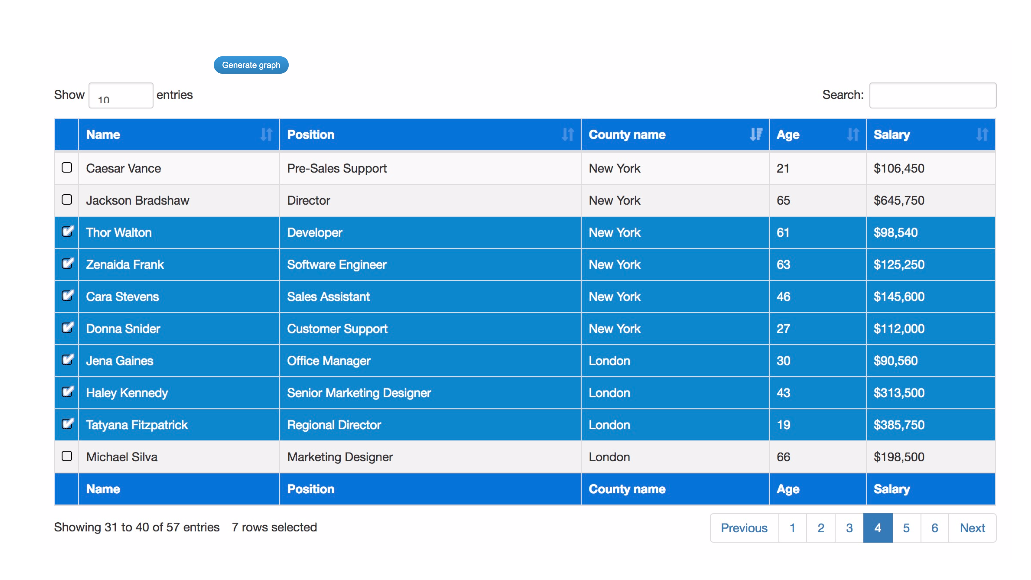 Generate graph
Show 10 entries Search:
Name Position County name Age Salary
Caesar Vance Pre-Sales Support New York 21 $106,450
Jackson Bradshaw Director New York 65 $645,750
Thor Walton Developer New York 61 $98,540
Zenaida Frank Software Engineer New York 63 $125,250
Cara Stevens Sales Assistant New York 46 $145,600
Donna Snider Customer Support New York 27 $112,000
Jena Gaines Office Manager London 30 $90,560
Haley Kennedy Senior Marketing Designer London 43 $313,500
Tatyana Fitzpatrick Regional Director London 19 $385,750
Michael Silva Marketing Designer London 66 $198,500
Name Position County name Age Salary
Showing 31 to 40 of 57 entries 7 rows selected Previous 1 2 3 4 5 6 Next